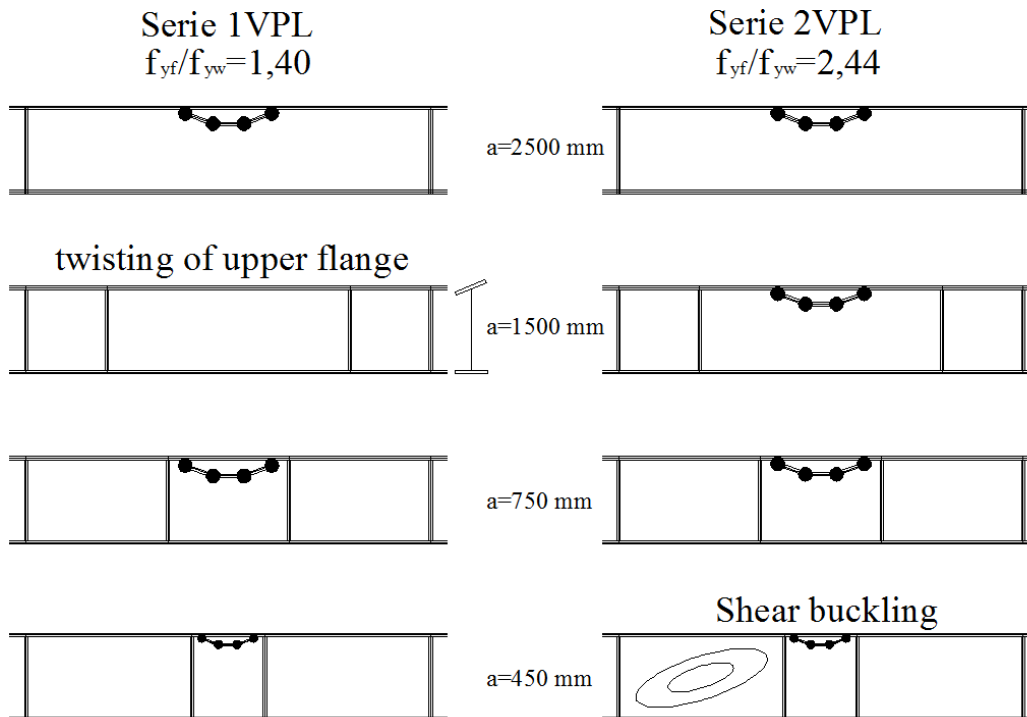 Serie 1VPL
fyf/fyw=1,40
Serie 2VPL
fyf/fyw=2,44
a=2500 mm
twisting of upper flange
a=1500 mm
a=750 mm
Shear buckling
a=450 mm